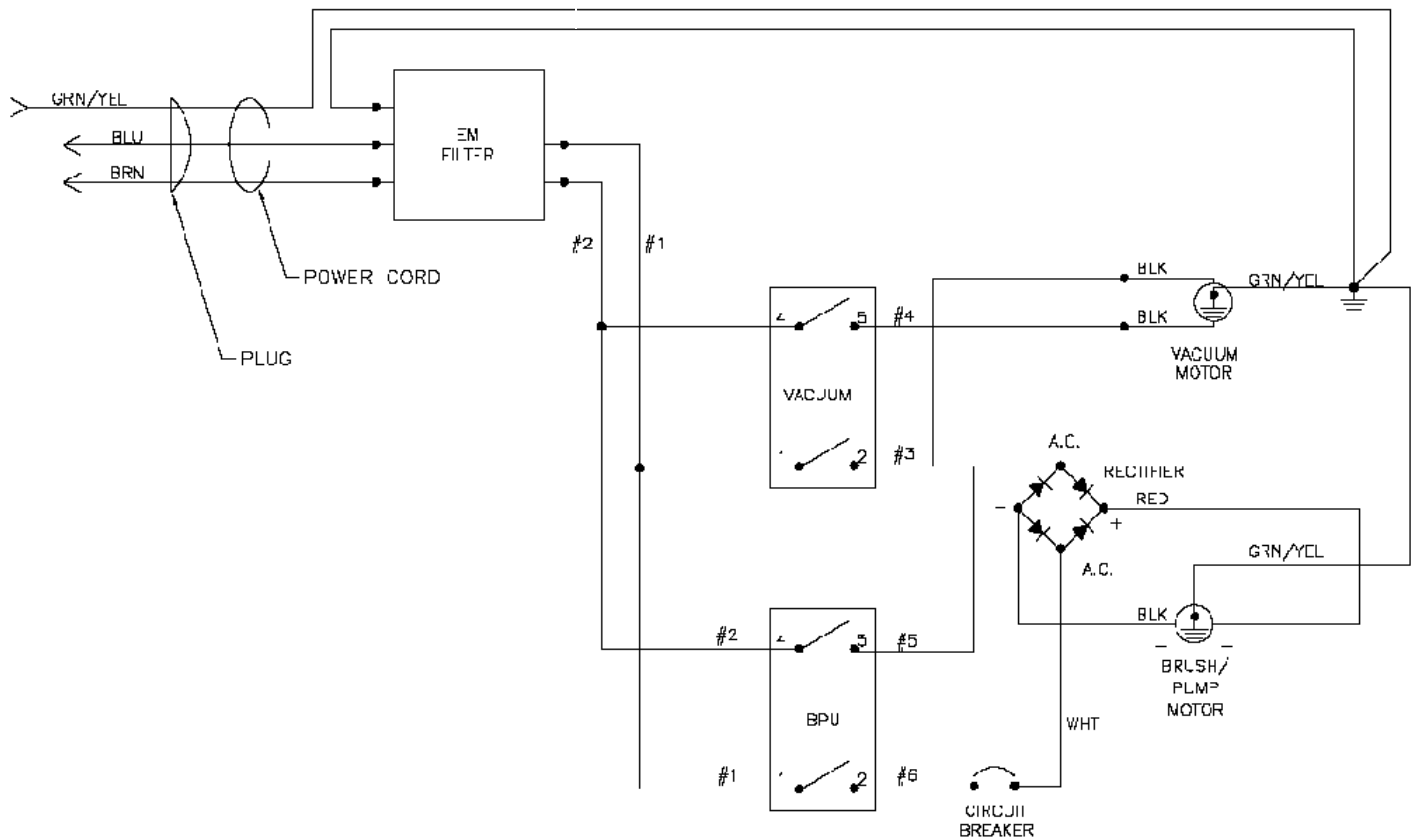 GRN/YEL
BLU
BRN
EM
FILTER
#2
#1
POWER CORD
PLUG
BLK
GRN/YEL
5
#4
BLK
VACUUM
MOTOR
VACUUM
2
#3
A.C.
RECTIFIER
RED
-
+
A.C.
GRN/YEL
BLK
#2
#5
BRUSH/
PUMP
MOTOR
BPU
WHT
#1
2
#6
CIRCUIT
BREAKER